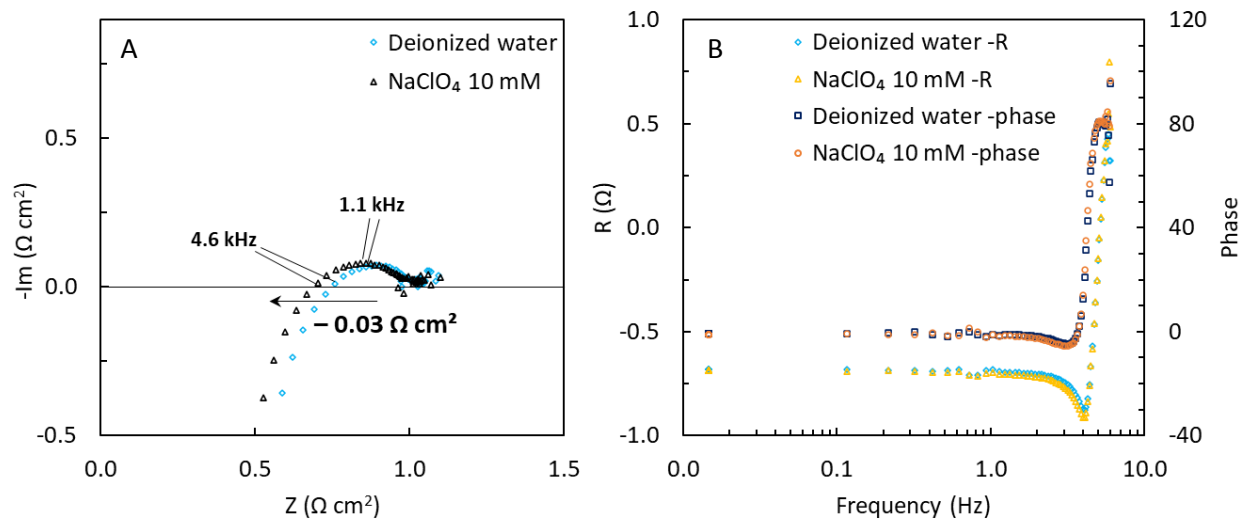 A
Deionized water
NaClO₄ 10 mM
1.1 kHz
4.6 kHz
– 0.03 Ω cm²
0.5
0.0
-0.5
-Im (Ω cm²)
0.0 0.5 1.0 1.5
Z (Ω cm²)
B
Deionized water -R
NaClO₄ 10 mM -R
Deionized water -phase
NaClO₄ 10 mM -phase
1.0
0.5
0.0
-0.5
-1.0
R (Ω)
120
80
40
0
-40
Phase
0.0 0.1 1.0 10.0
Frequency (Hz)